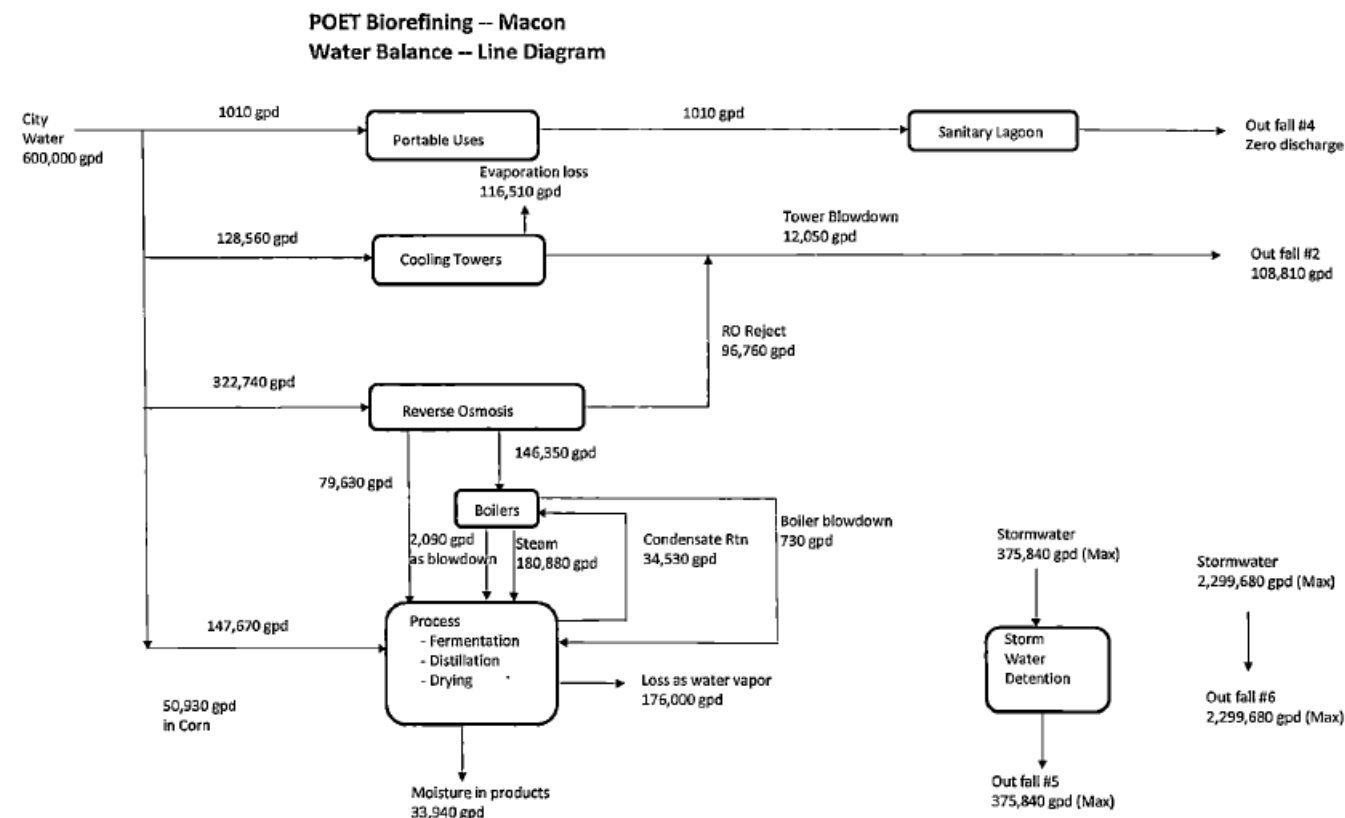 POET Biorefining -- Macon
Water Balance -- Line Diagram
City
Water
600,000 gpd
1010 gpd
Portable Uses
1010 gpd
Sanitary Lagoon
Out fall #4
Zero discharge
Evaporation loss
116,510 gpd
128,560 gpd
Cooling Towers
Tower Blowdown
12,050 gpd
Out fall #2
108,810 gpd
RO Reject
96,760 gpd
322,740 gpd
Reverse Osmosis
146,350 gpd
79,630 gpd
Boilers
2,090 gpd
as blowdown
Steam
180,880 gpd
Condensate Rtn
34,530 gpd
Boiler blowdown
730 gpd
147,670 gpd
Process
- Fermentation
- Distillation
- Drying
Loss as water vapor
176,000 gpd
50,930 gpd
in Corn
Moisture in products
33,940 gpd
Stormwater
375,840 gpd (Max)
Storm
Water
Detention
Out fall #5
375,840 gpd (Max)
Stormwater
2,299,680 gpd (Max)
Out fall #6
2,299,680 gpd (Max)